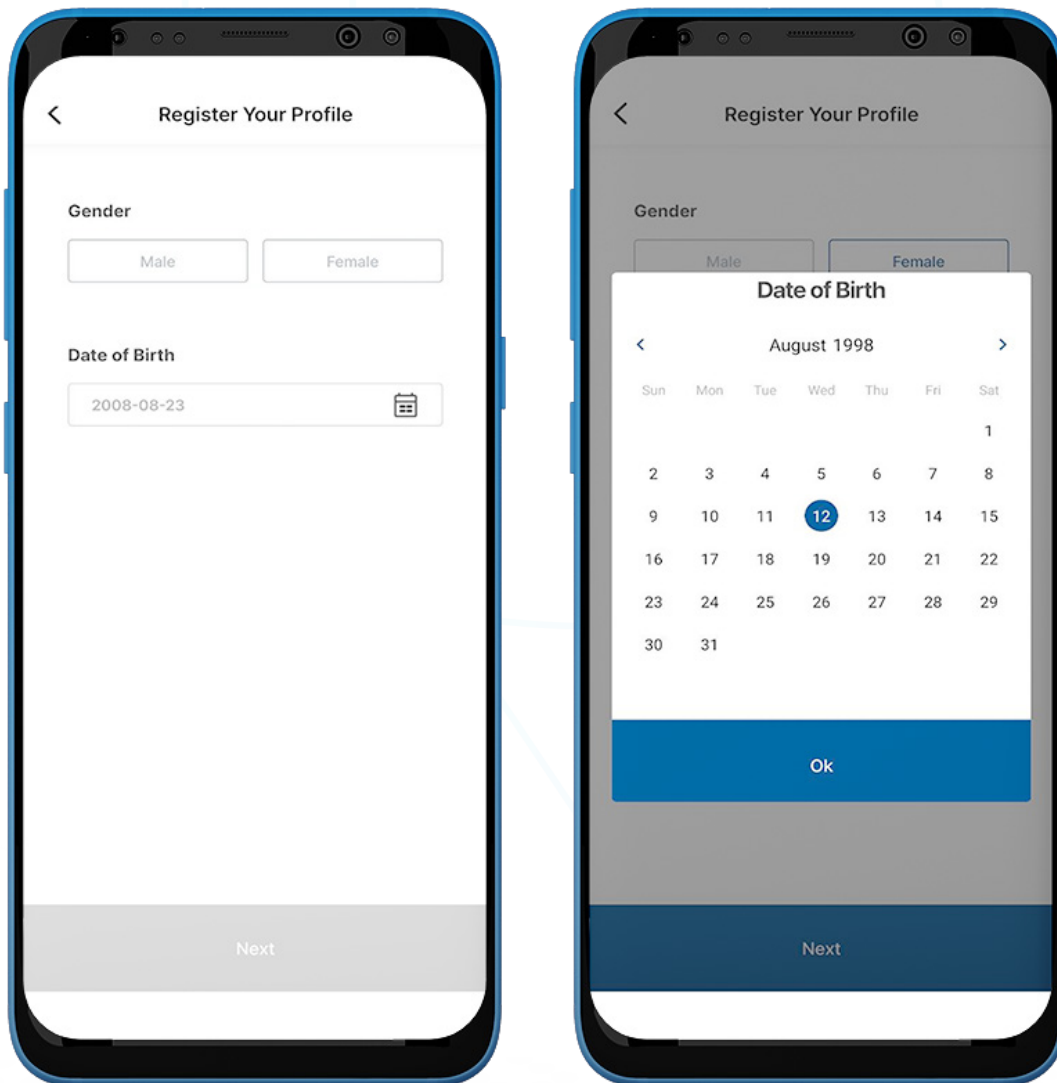 Register Your Profile
Gender
Male Female
Date of Birth
2008-08-23
Next
Register Your Profile
Gender
Male Female
Date of Birth
August 1998
Sun Mon Tue Wed Thu Fri Sat
1
2 3 4 5 6 7 8
9 10 11 12 13 14 15
16 17 18 19 20 21 22
23 24 25 26 27 28 29
30 31
Ok
Next